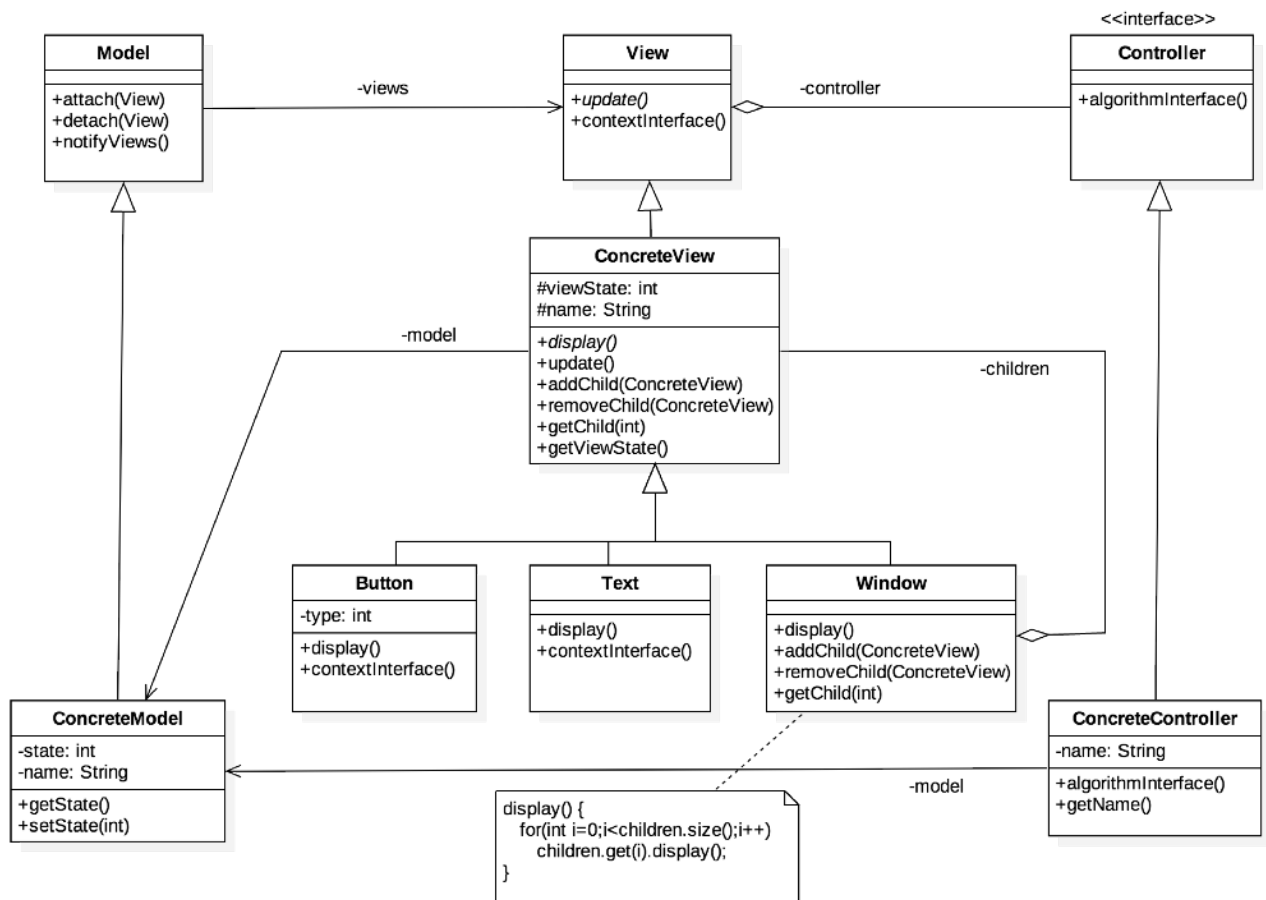 <<interface>>
Model
+attach(View)
+detach(View)
+notifyViews()
-views
View
+update()
+contextInterface()
-controller
Controller
+algorithmInterface()
ConcreteView
#viewState: int
#name: String
+display()
+update()
+addChild(ConcreteView)
+removeChild(ConcreteView)
+getChild(int)
+getViewState()
-model
-children
Button
-type: int
+display()
+contextInterface()
Text
+display()
+contextInterface()
Window
+display()
+addChild(ConcreteView)
+removeChild(ConcreteView)
+getChild(int)
ConcreteModel
-state: int
-name: String
+getState()
+setState(int)
ConcreteController
-name: String
+algorithmInterface()
+getName()
-model
display() {
for(int i=0;i<children.size();i++)
children.get(i).display();
}